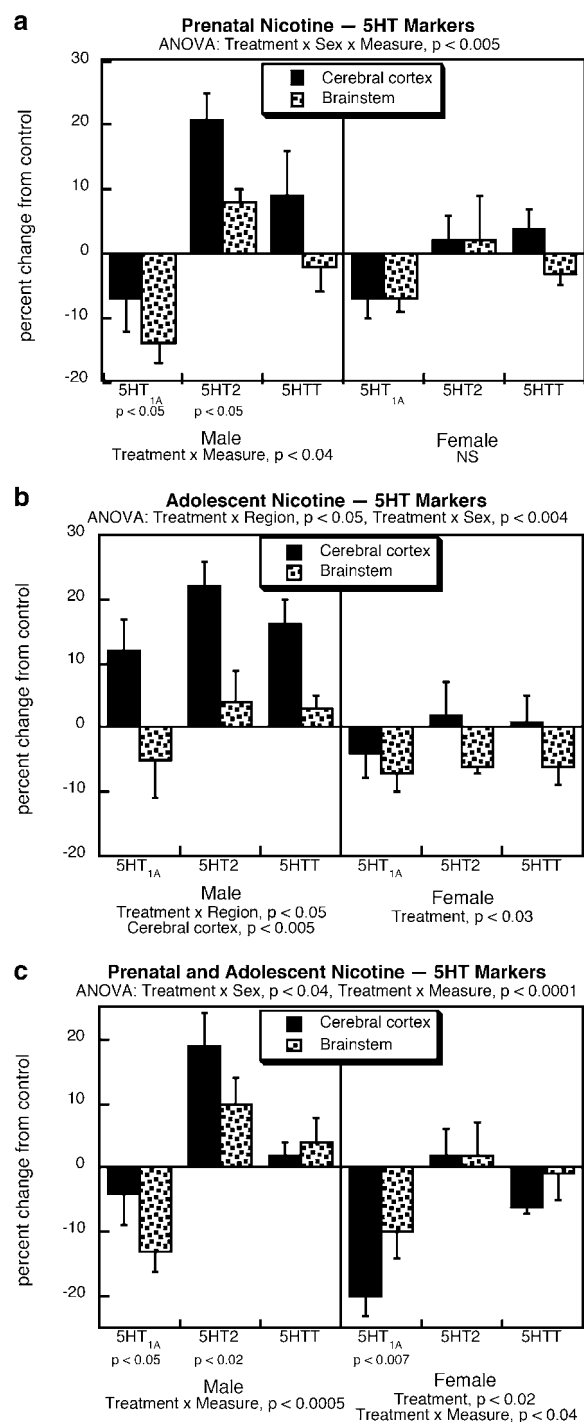 a
Prenatal Nicotine — 5HT Markers
ANOVA: Treatment x Sex x Measure, p < 0.005
Cerebral cortex
Brainstem
percent change from control
30
20
10
0
-10
-20
5HT1A 5HT2 5HTT 5HT1A 5HT2 5HTT
p < 0.05 p < 0.05
Male Female
Treatment x Measure, p < 0.04 NS
b
Adolescent Nicotine — 5HT Markers
ANOVA: Treatment x Region, p < 0.05, Treatment x Sex, p < 0.004
Cerebral cortex
Brainstem
percent change from control
30
20
10
0
-10
-20
5HT1A 5HT2 5HTT 5HT1A 5HT2 5HTT
Male Female
Treatment x Region, p < 0.05 Treatment, p < 0.03
Cerebral cortex, p < 0.005
c
Prenatal and Adolescent Nicotine — 5HT Markers
ANOVA: Treatment x Sex, p < 0.04, Treatment x Measure, p < 0.0001
Cerebral cortex
Brainstem
percent change from control
20
10
0
-10
-20
5HT1A 5HT2 5HTT 5HT1A 5HT2 5HTT
p < 0.05 p < 0.02 p < 0.007
Male Female
Treatment x Measure, p < 0.0005 Treatment, p < 0.02
Treatment x Measure, p < 0.04